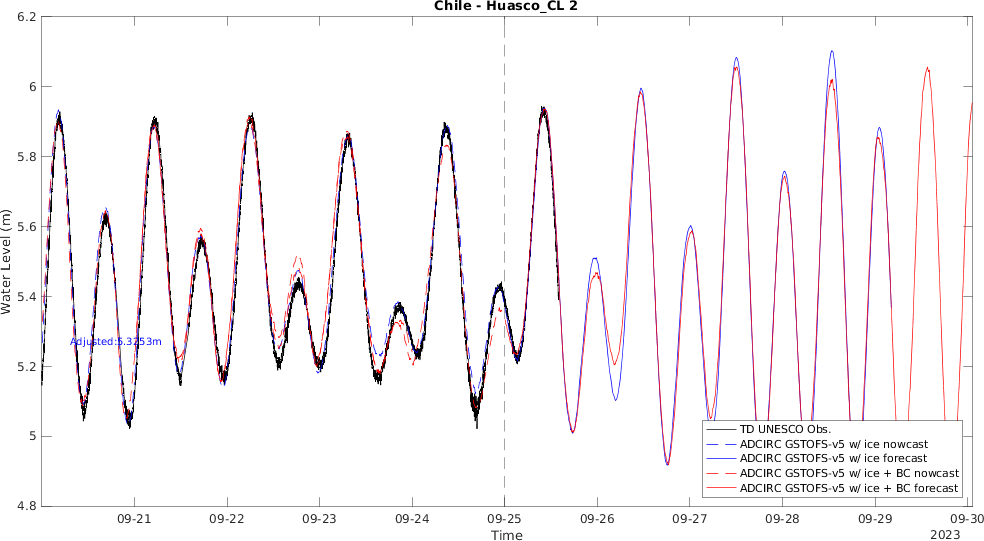 Chile - Huasco_CL 2
6.2
6
5.8
5.6
5.4
5.2
5
4.8
Water Level (m)
Adjusted:5.3253m
TD UNESCO Obs.
ADCIRC GSTOFS-v5 w/ ice nowcast
ADCIRC GSTOFS-v5 w/ ice forecast
ADCIRC GSTOFS-v5 w/ ice + BC nowcast
ADCIRC GSTOFS-v5 w/ ice + BC forecast
09-21 09-22 09-23 09-24 09-25 09-26 09-27 09-28 09-29 09-30
Time
2023